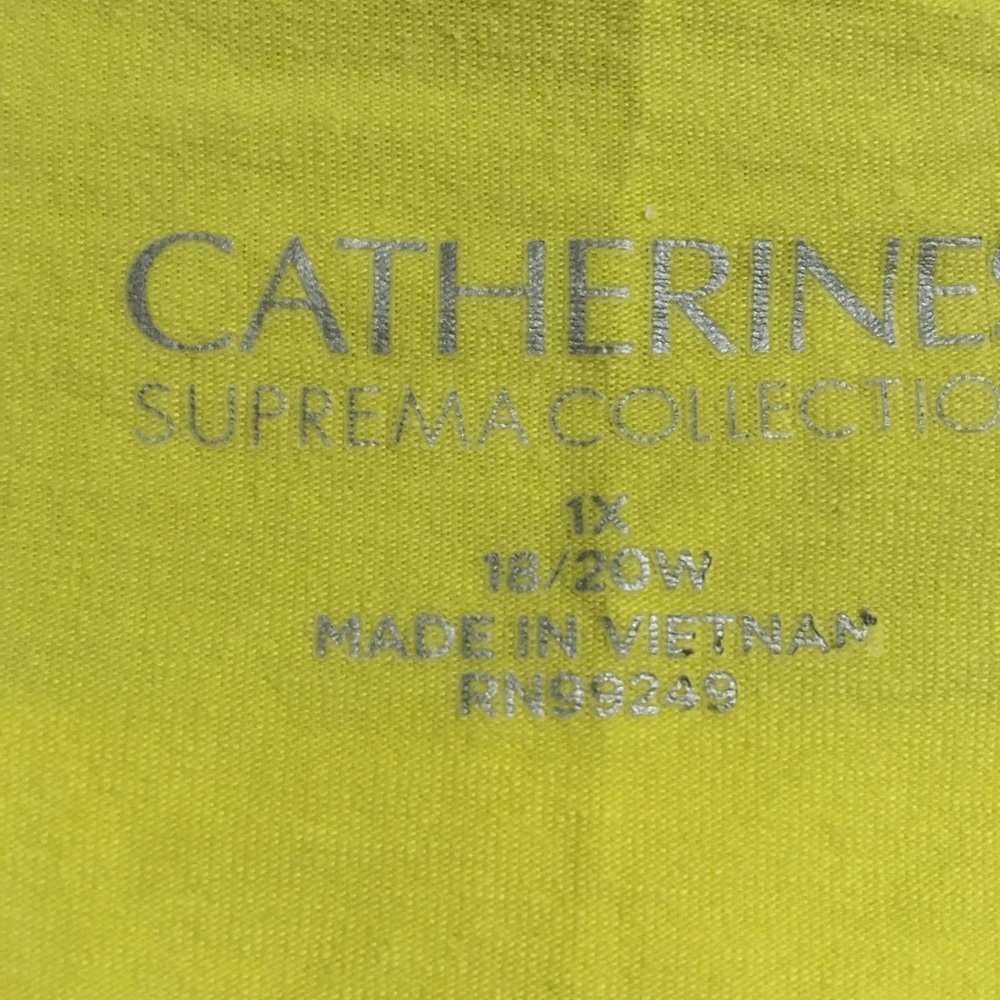 CATHERINES
SUPREMA COLLECTIO
1X
18/20W
MADE IN VIETNAM
RN99249